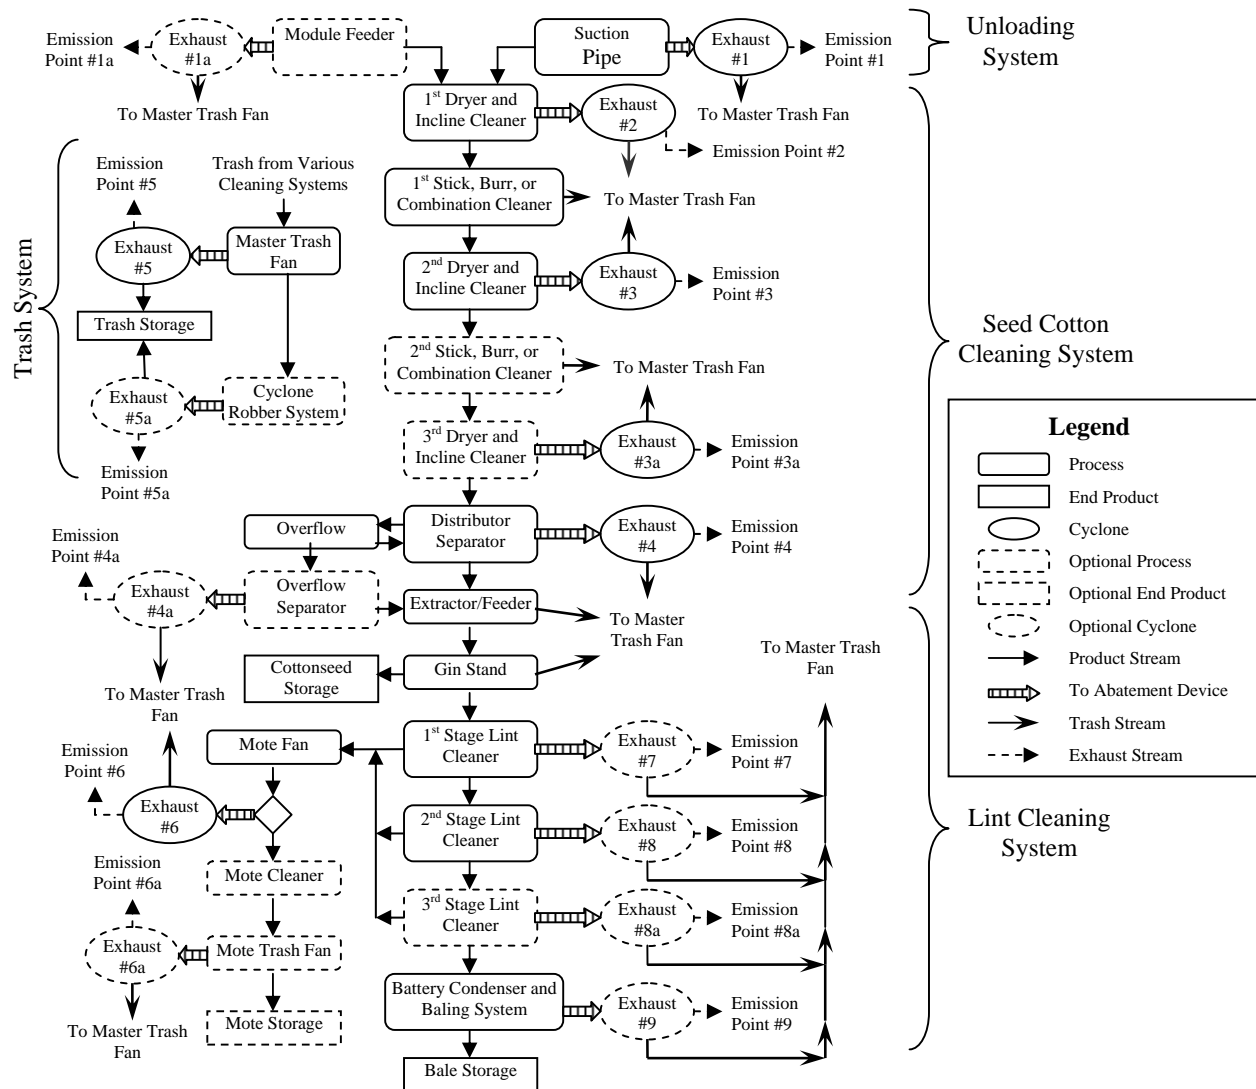 Emission
Point #1a
Exhaust
#1a
Module Feeder
Suction
Pipe
Exhaust
#1
Emission
Point #1
Unloading
System
To Master Trash Fan
1st Dryer and
Incline Cleaner
Exhaust
#2
To Master Trash Fan
Emission Point #2
Emission
Point #5
Trash from Various
Cleaning Systems
1st Stick, Burr, or
Combination Cleaner
To Master Trash Fan
Trash System
Exhaust
#5
Master Trash
Fan
2nd Dryer and
Incline Cleaner
Exhaust
#3
Emission
Point #3
Trash Storage
Seed Cotton
Cleaning System
2nd Stick, Burr, or
Combination Cleaner
To Master Trash Fan
Exhaust
#5a
Cyclone
Robber System
3rd Dryer and
Incline Cleaner
Exhaust
#3a
Emission
Point #3a
Emission
Point #5a
Legend
Process
End Product
Cyclone
Optional Process
Optional End Product
Optional Cyclone
Product Stream
To Abatement Device
Trash Stream
Exhaust Stream
Emission
Point #4a
Overflow
Distributor
Separator
Exhaust
#4
Emission
Point #4
Exhaust
#4a
Overflow
Separator
Extractor/Feeder
To Master
Trash Fan
Cottonseed
Storage
Gin Stand
To Master Trash
Fan
To Master Trash
Fan
Emission
Point #6
Mote Fan
1st Stage Lint
Cleaner
Exhaust
#7
Emission
Point #7
Exhaust
#6
2nd Stage Lint
Cleaner
Exhaust
#8
Emission
Point #8
Lint Cleaning
System
Emission
Point #6a
Mote Cleaner
3rd Stage Lint
Cleaner
Exhaust
#8a
Emission
Point #8a
Exhaust
#6a
Mote Trash Fan
Battery Condenser and
Baling System
Exhaust
#9
Emission
Point #9
To Master Trash
Fan
Mote Storage
Bale Storage